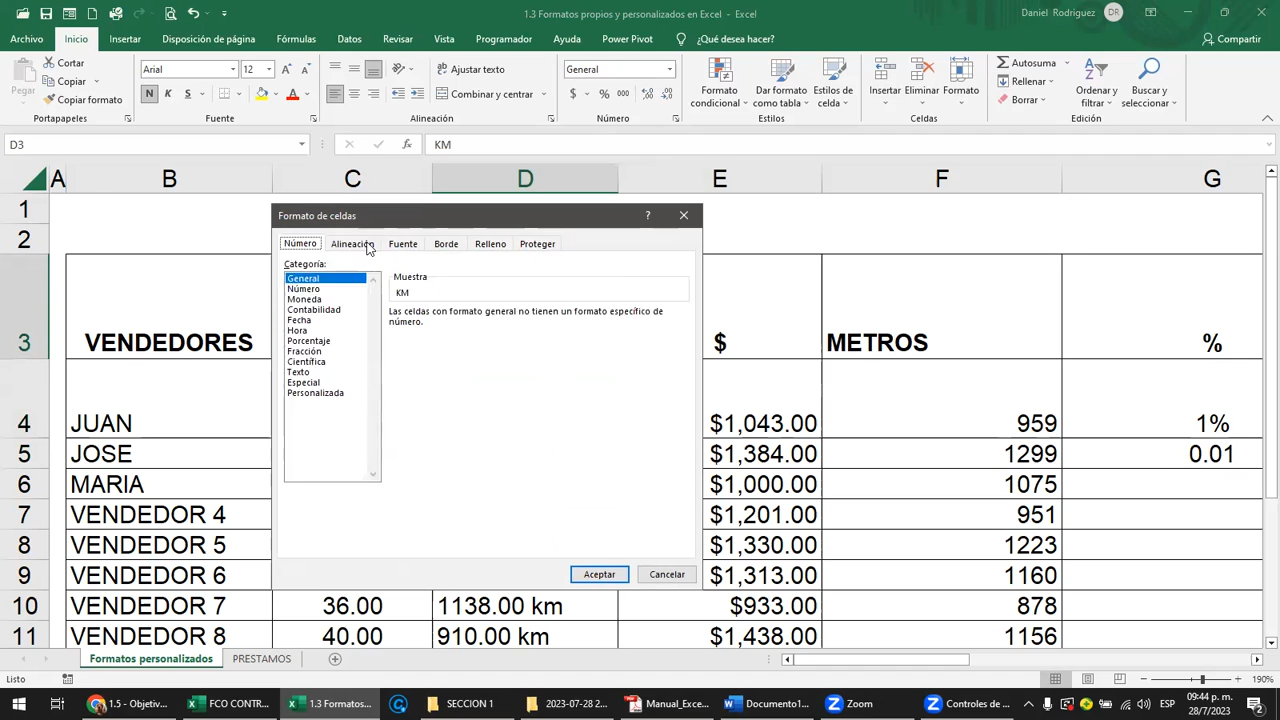 1.3 Formatos propios y personalizados en Excel - Excel
Daniel Rodriguez DR
Archivo Inicio Insertar Disposición de página Fórmulas Datos Revisar Vista Programador Ayuda Power Pivot ¿Qué desea hacer? Compartir
Pegar
Cortar
Copiar
Copiar formato
Portapapeles
Arial 12
N K S
Fuente
Ajustar texto
Combinar y centrar
Alineación
General
$ % 000
Número
Formato condicional
Dar formato como tabla
Estilos de celda
Estilos
Insertar Eliminar Formato
Celdas
Autosuma
Rellenar
Borrar
Ordenar y filtrar
Buscar y seleccionar
Edición
D3 fx KM
A B C D E F G
1
2
3 VENDEDORES $ METROS %
4 JUAN $1,043.00 959 1%
5 JOSE $1,384.00 1299 0.01
6 MARIA $1,000.00 1075
7 VENDEDOR 4 $1,201.00 951
8 VENDEDOR 5 $1,330.00 1223
9 VENDEDOR 6 $1,313.00 1160
10 VENDEDOR 7 36.00 1138.00 km $933.00 878
11 VENDEDOR 8 40.00 910.00 km $1,438.00 1156
Formato de celdas ?
Número Alineación Fuente Borde Relleno Proteger
Categoría:
General
Número
Moneda
Contabilidad
Fecha
Hora
Porcentaje
Fracción
Científica
Texto
Especial
Personalizada
Muestra
KM
Las celdas con formato general no tienen un formato específico de
número.
Aceptar Cancelar
Formatos personalizados PRESTAMOS
Listo 190%
1.5 - Objetiv... FCO CONTR... 1.3 Formatos... SECCION 1 2023-07-28 2... Manual_Exce... Documento1... Zoom Controles de ... ESP 09:44 p. m.
28/7/2023